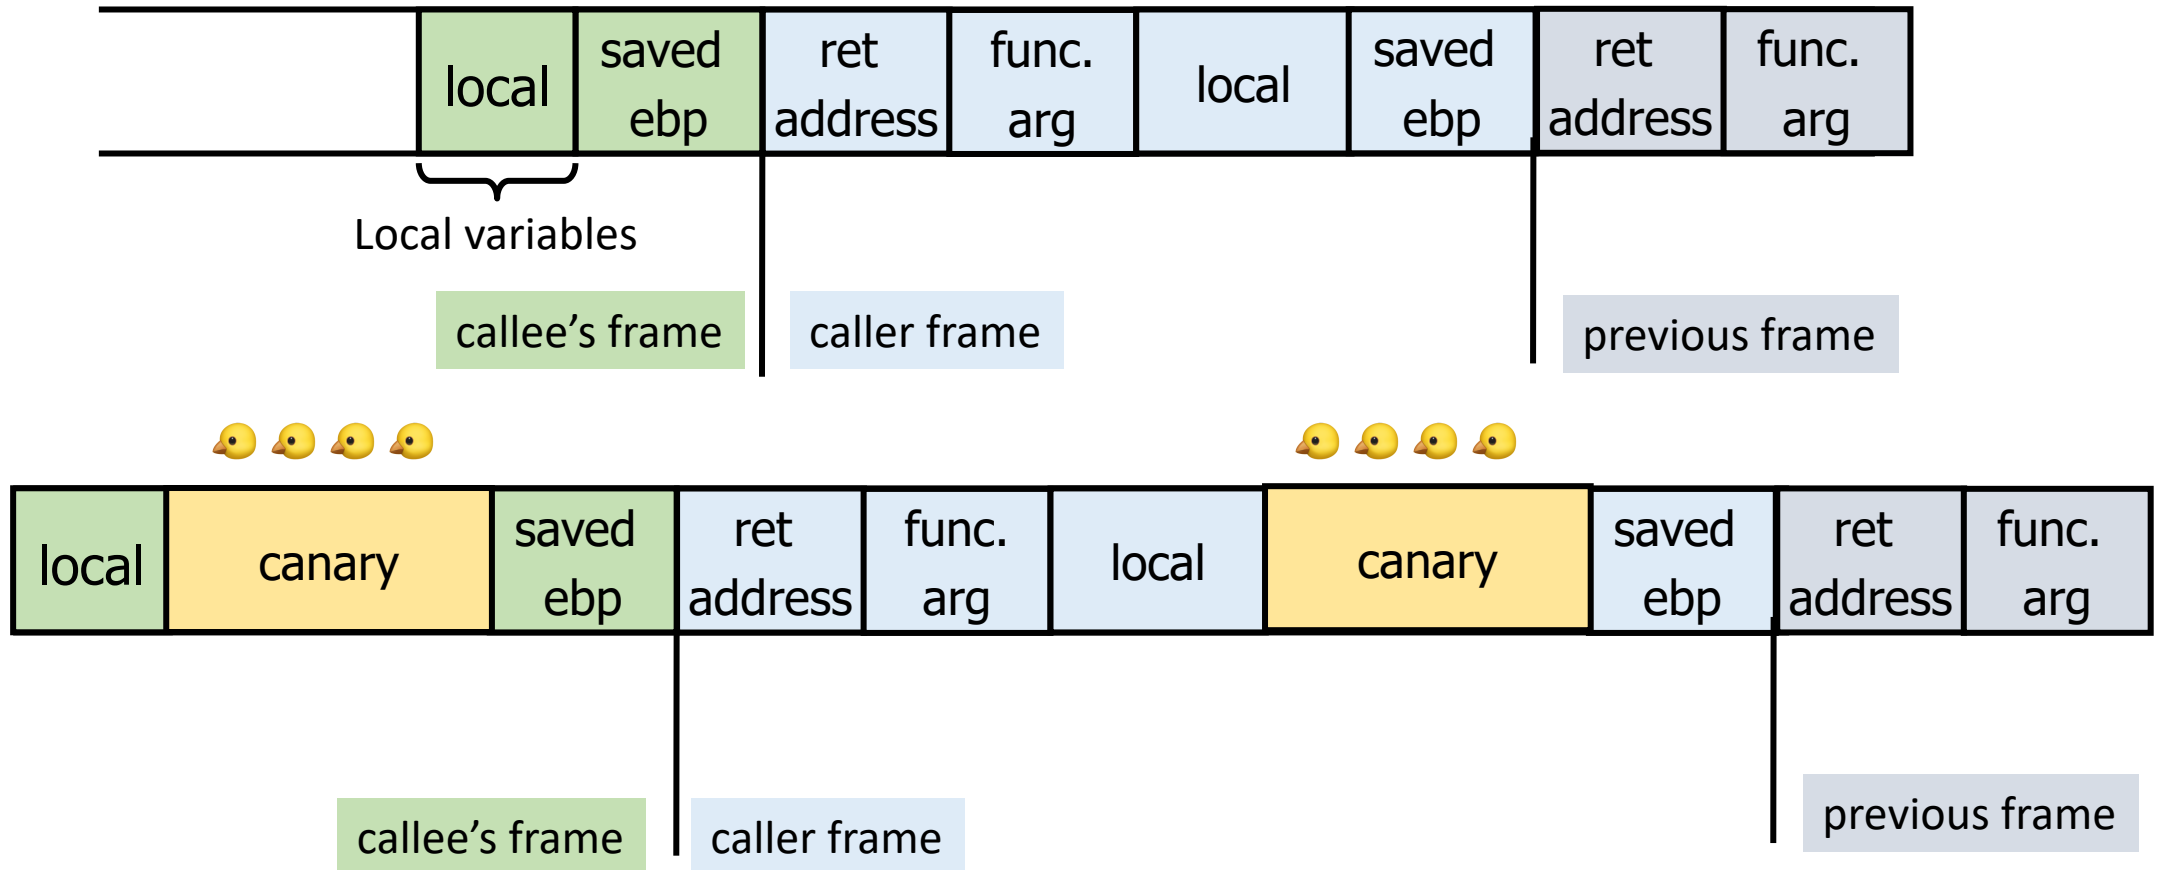 local
saved
ebp
ret
address
func.
arg
local
saved
ebp
ret
address
func.
arg
Local variables
callee’s frame
caller frame
previous frame
local
canary
saved
ebp
ret
address
func.
arg
local
canary
saved
ebp
ret
address
func.
arg
callee’s frame
caller frame
previous frame